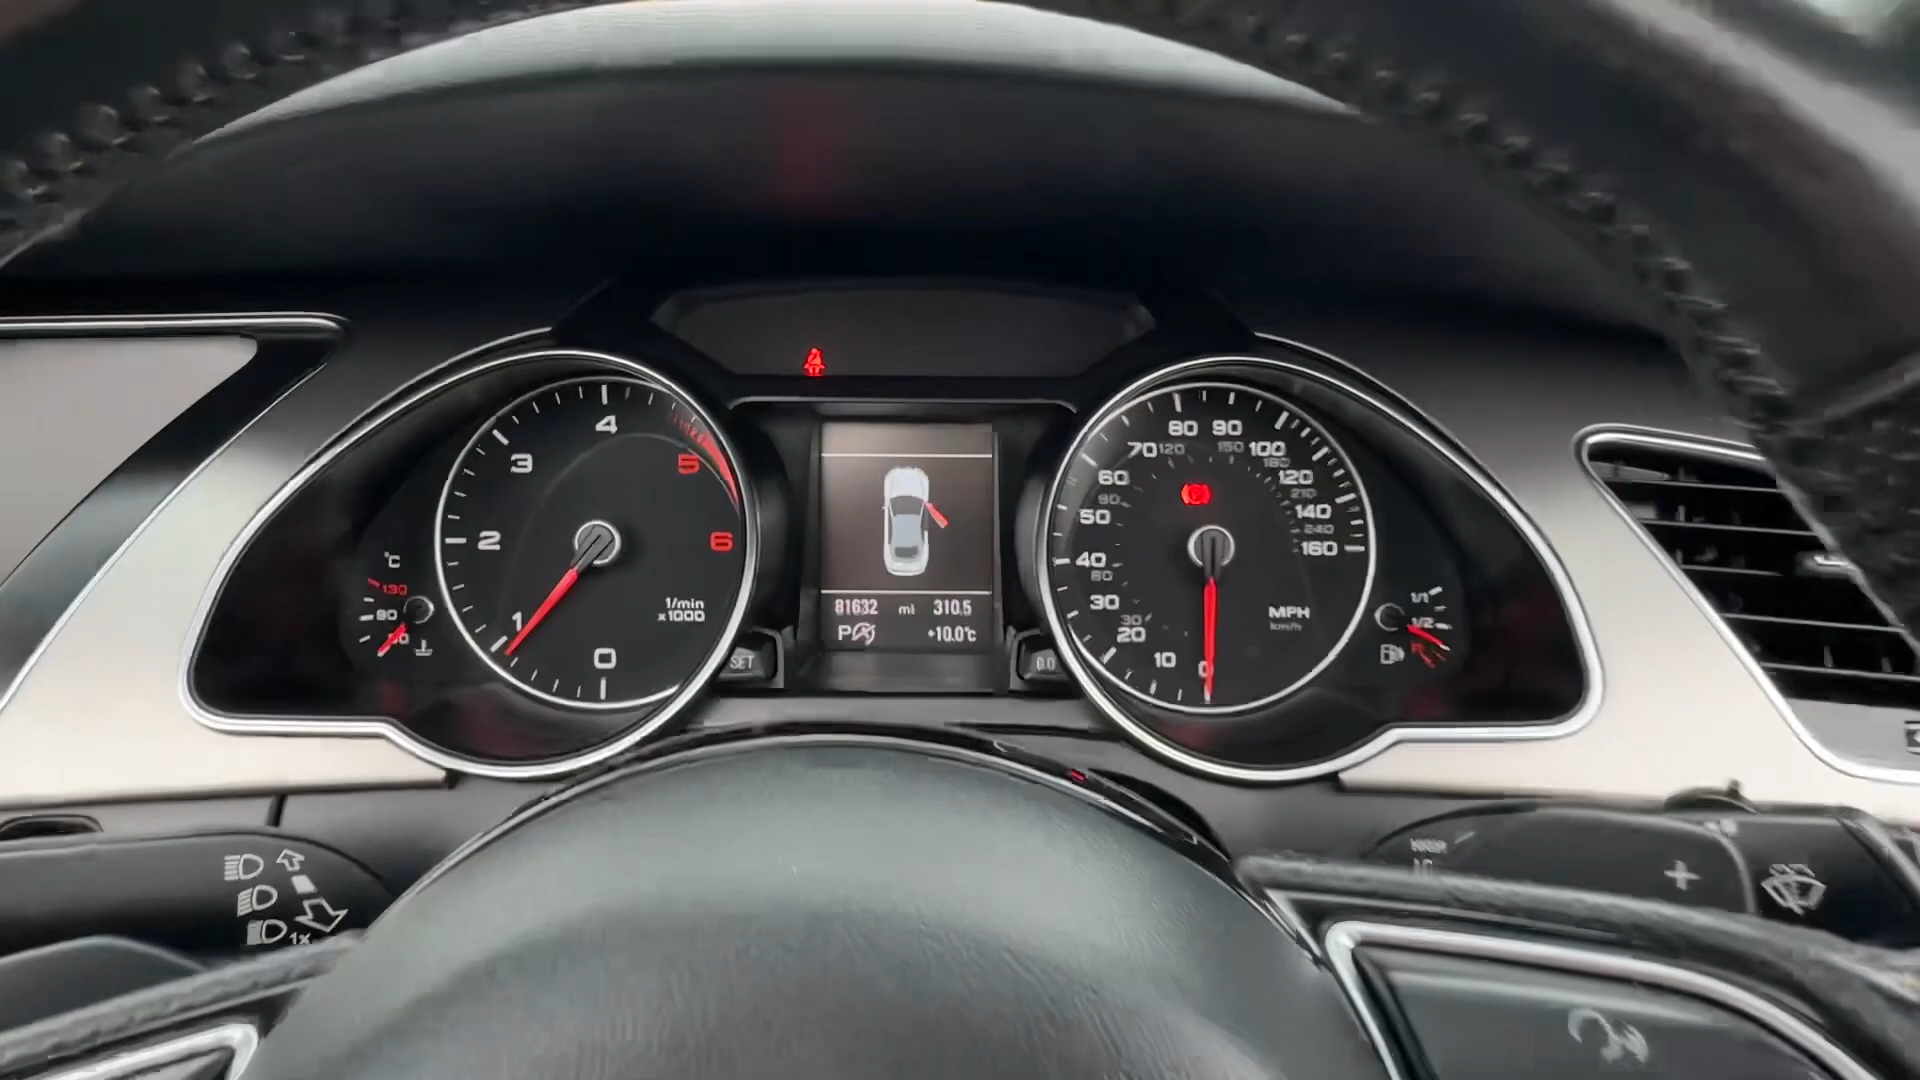 4
3
5
2
6
1
0
1/min
x1000
°C
130
90
SET
81632 mi 310.5
P
+10.0°c
0.0
80 90
70 120 150 100
180
60 120
90 210
50 140
240
40 160
60
30
30
20
10
0
MPH
km/h
1/1
1/2
R
1x
+